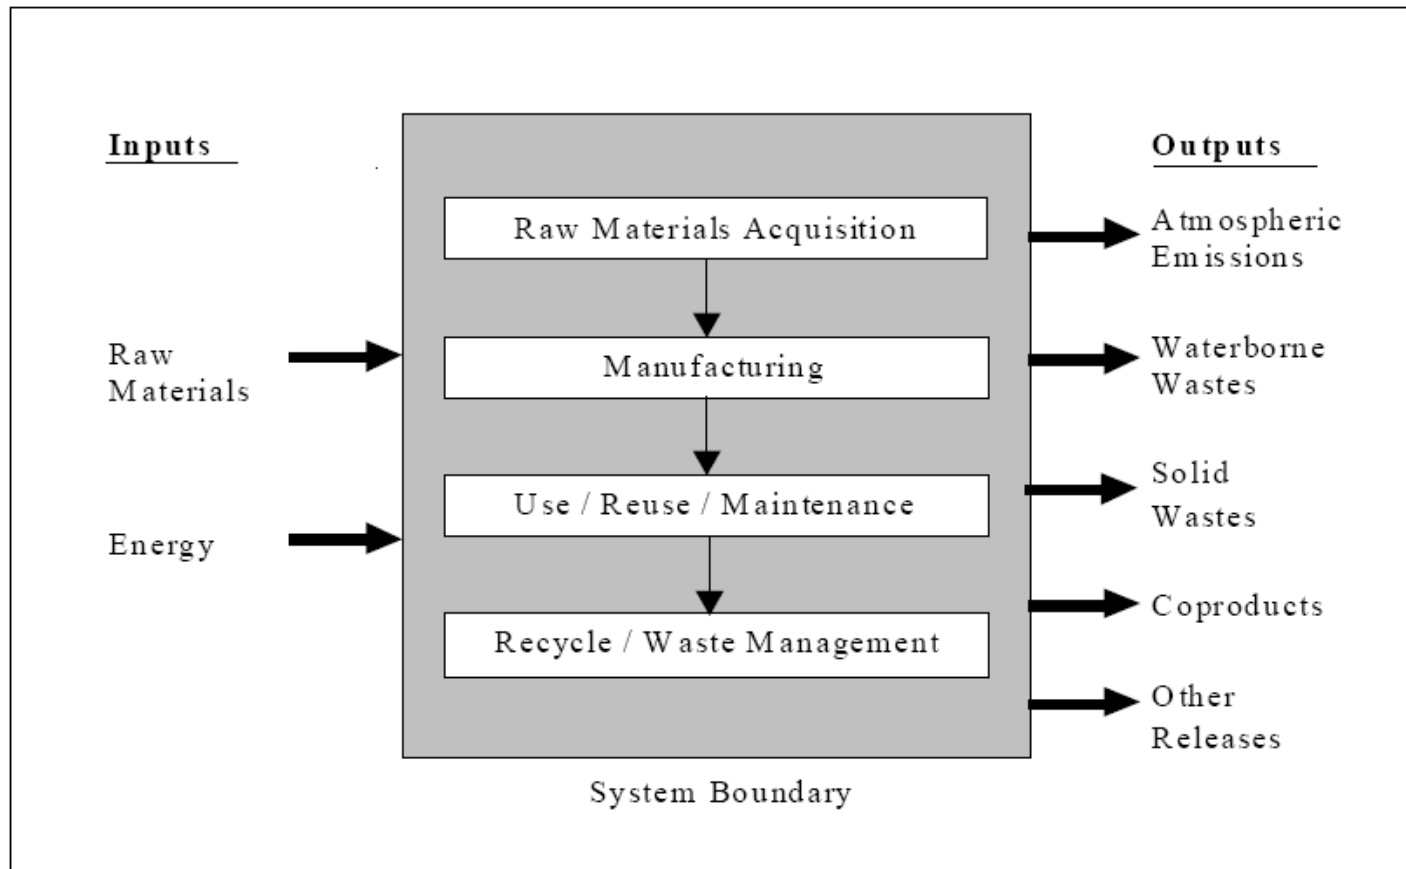 Inputs
Raw
Materials
Energy
Raw Materials Acquisition
Manufacturing
Use / Reuse / Maintenance
Recycle / Waste Management
System Boundary
Outputs
Atmospheric
Emissions
Waterborne
Wastes
Solid
Wastes
Coproducts
Other
Releases